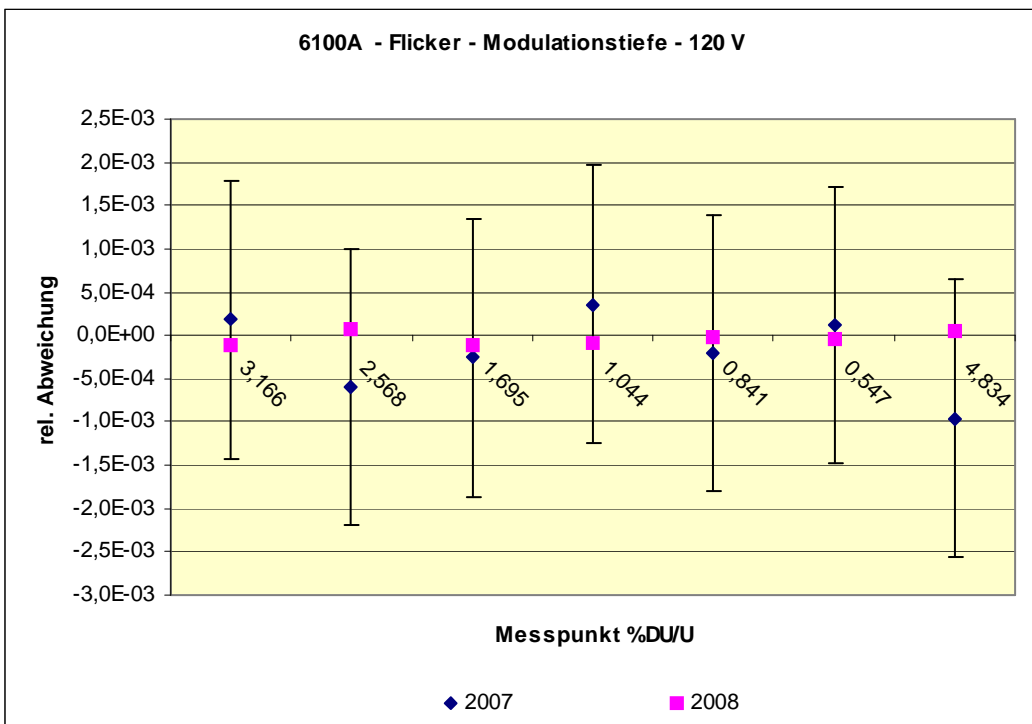 6100A - Flicker - Modulationstiefe - 120 V
2,5E-03
2,0E-03
1,5E-03
1,0E-03
5,0E-04
0,0E+00
-5,0E-04
-1,0E-03
-1,5E-03
-2,0E-03
-2,5E-03
-3,0E-03
rel. Abweichung
3,166
2,568
1,695
1,044
0,841
0,547
4,834
Messpunkt %DU/U
2007
2008